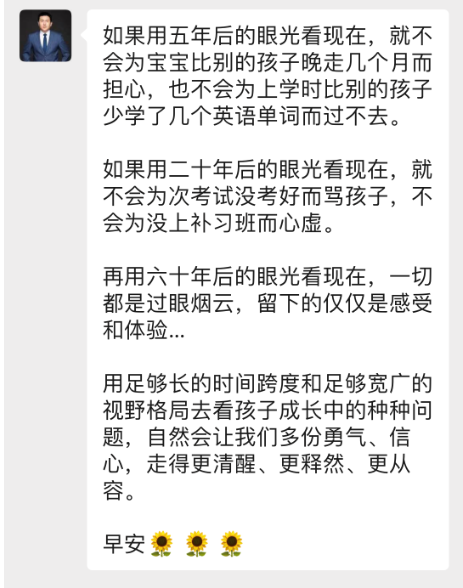 如果用五年后的眼光看现在，就不
会为宝宝比别的孩子晚走几个月而
担心，也不会为上学时比别的孩子
少学了几个英语单词而过不去。
如果用二十年后的眼光看现在，就
不会为次考试没考好而骂孩子，不
会为没上补习班而心虚。
再用六十年后的眼光看现在，一切
都是过眼烟云，留下的仅仅是感受
和体验...
用足够长的时间跨度和足够宽广的
视野格局去看孩子成长中的种种问
题，自然会让我们多份勇气、信
心，走得更清醒、更释然、更从
容。
早安🌻 🌻 🌻